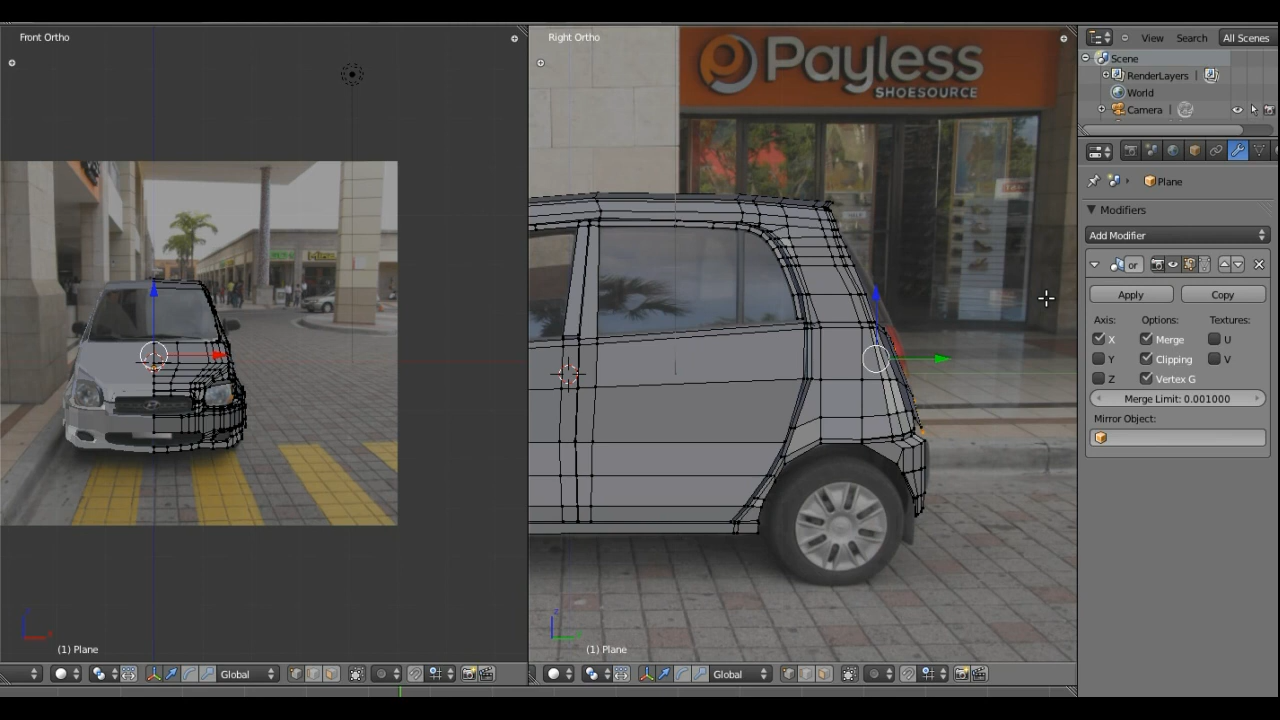 Front Ortho
(1) Plane
Global
Right Ortho
Payless
SHOESOURCE
(1) Plane
Global
View Search All Scenes
Scene
RenderLayers |
World
Camera |
Plane
Modifiers
Add Modifier
or
Apply Copy
Axis: Options: Textures:
X Merge U
Y Clipping V
Z Vertex G
Merge Limit: 0.001000
Mirror Object: